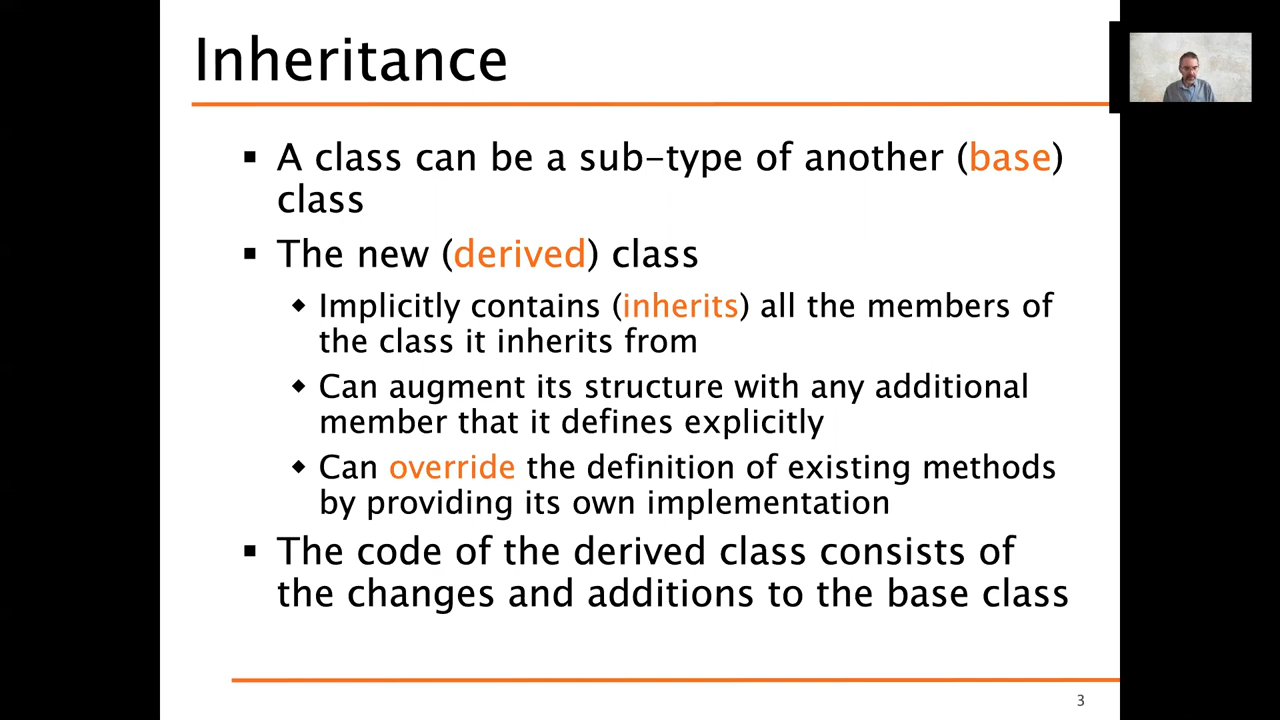 Inheritance
▪ A class can be a sub-type of another (base)
class
▪ The new (derived) class
◆ Implicitly contains (inherits) all the members of
the class it inherits from
◆ Can augment its structure with any additional
member that it defines explicitly
◆ Can override the definition of existing methods
by providing its own implementation
▪ The code of the derived class consists of
the changes and additions to the base class
3